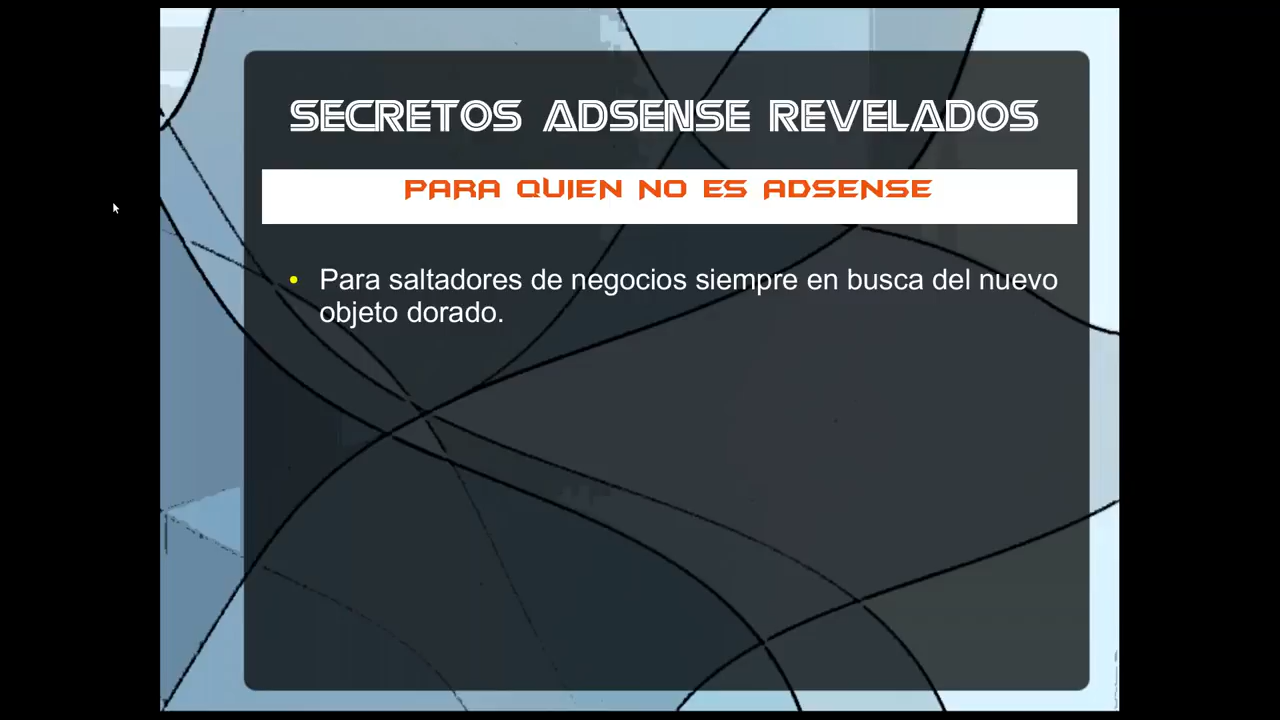 SECRETOS ADSENSE REVELADOS
PARA QUIEN NO ES ADSENSE
• Para saltadores de negocios siempre en busca del nuevo
objeto dorado.